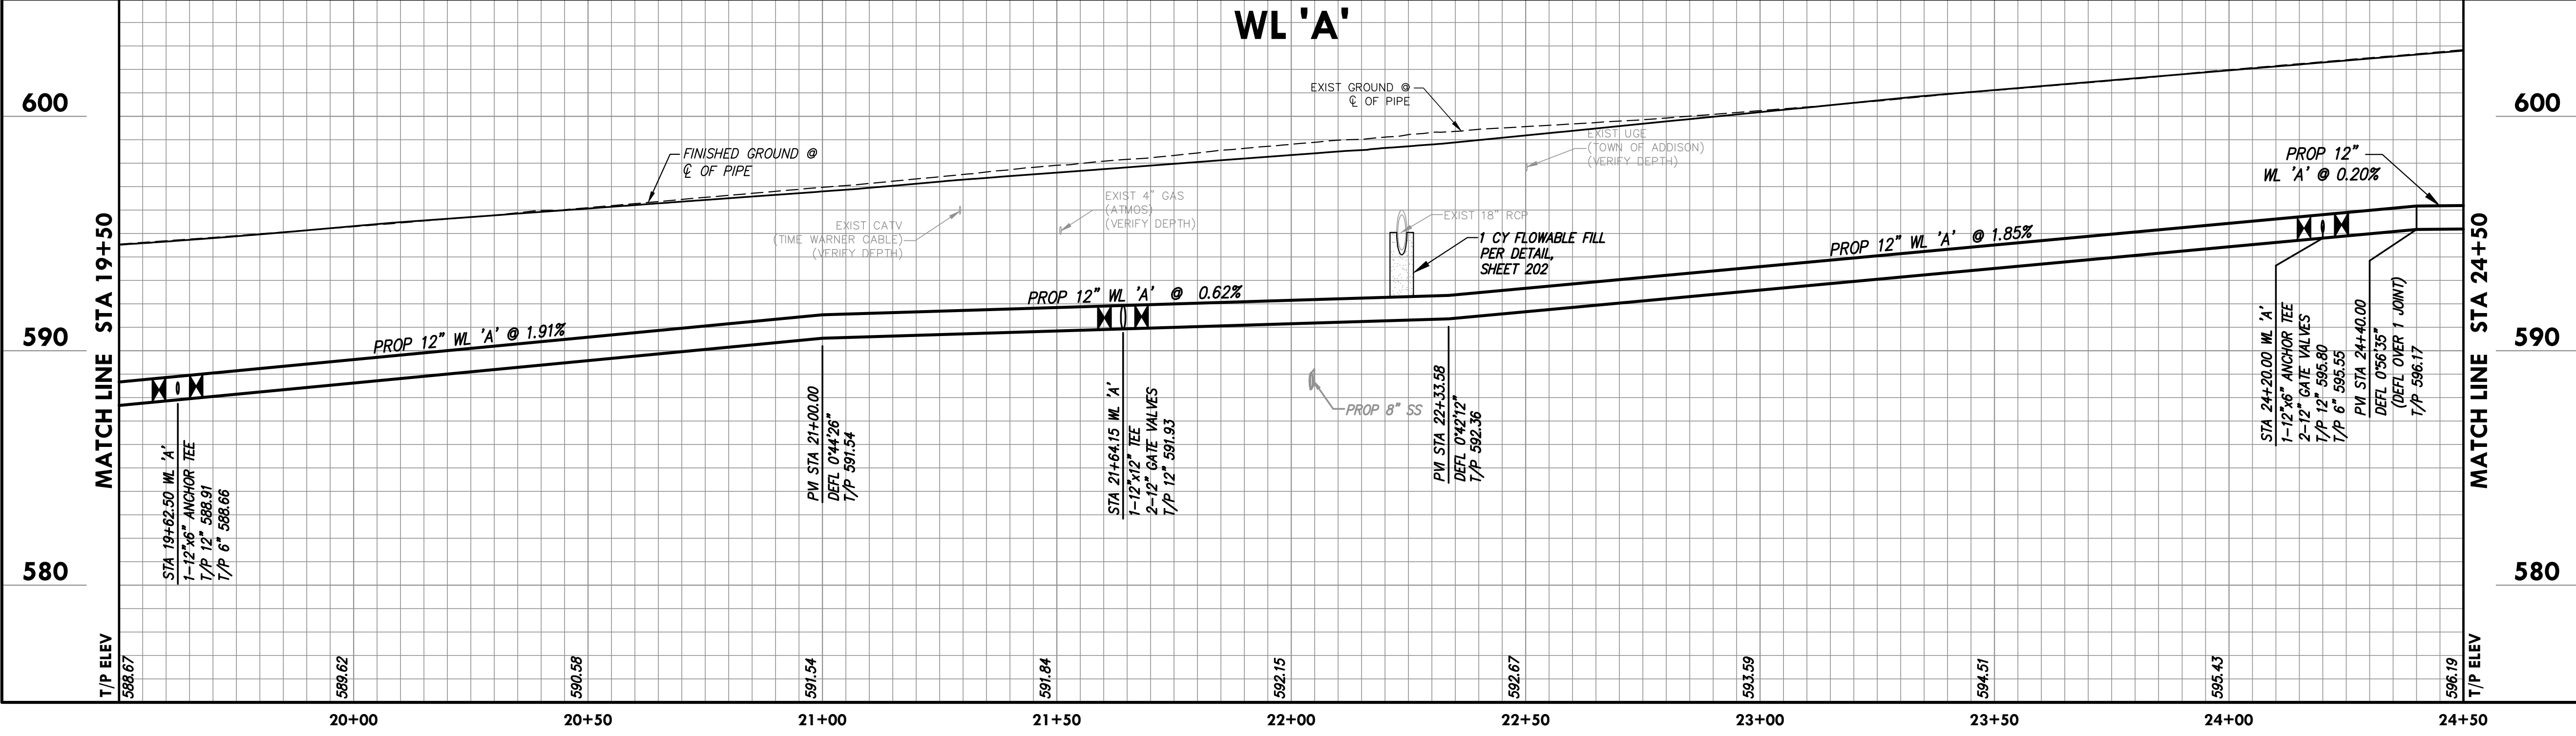 WL 'A'
600
590
580
600
590
580
MATCH LINE STA 19+50
MATCH LINE STA 24+50
FINISHED GROUND @
℄ OF PIPE
EXIST GROUND @
℄ OF PIPE
EXIST CATV
(TIME WARNER CABLE)
(VERIFY DEPTH)
EXIST 4" GAS
(ATMOS)
(VERIFY DEPTH)
EXIST UGE
(TOWN OF ADDISON)
(VERIFY DEPTH)
EXIST 18" RCP
1 CY FLOWABLE FILL
PER DETAIL,
SHEET 202
PROP 12"
WL 'A' @ 0.20%
PROP 12" WL 'A' @ 1.91%
PROP 12" WL 'A' @ 0.62%
PROP 12" WL 'A' @ 1.85%
PROP 8" SS
STA 19+62.50 WL 'A'
1-12"x6" ANCHOR TEE
T/P 12" 588.91
T/P 6" 588.66
PVI STA 21+00.00
DEFL 0°44'26"
T/P 591.54
STA 21+64.15 WL 'A'
1-12"x12" TEE
2-12" GATE VALVES
T/P 12" 591.93
PVI STA 22+33.58
DEFL 0°42'12"
T/P 592.36
STA 24+20.00 WL 'A'
1-12"x6" ANCHOR TEE
2-12" GATE VALVES
T/P 12" 595.80
T/P 6" 595.55
PVI STA 24+40.00
DEFL 0°56'35"
(DEFL OVER 1 JOINT)
T/P 596.17
T/P ELEV
588.67
589.62
590.58
591.54
591.84
592.15
592.67
593.59
594.51
595.43
596.19
T/P ELEV
20+00
20+50
21+00
21+50
22+00
22+50
23+00
23+50
24+00
24+50